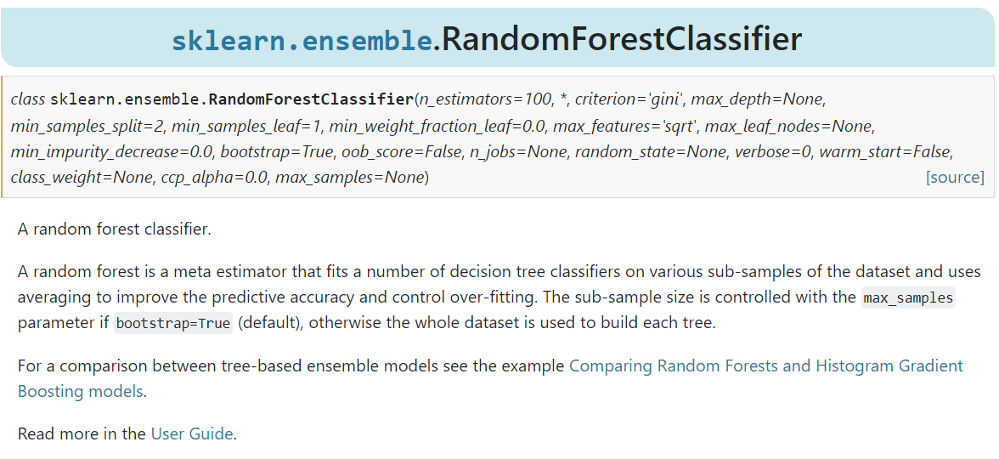 sklearn.ensemble.RandomForestClassifier
class sklearn.ensemble.RandomForestClassifier(n_estimators=100, *, criterion='gini', max_depth=None,
min_samples_split=2, min_samples_leaf=1, min_weight_fraction_leaf=0.0, max_features='sqrt', max_leaf_nodes=None,
min_impurity_decrease=0.0, bootstrap=True, oob_score=False, n_jobs=None, random_state=None, verbose=0, warm_start=False,
class_weight=None, ccp_alpha=0.0, max_samples=None) [source]
A random forest classifier.
A random forest is a meta estimator that fits a number of decision tree classifiers on various sub-samples of the dataset and uses
averaging to improve the predictive accuracy and control over-fitting. The sub-sample size is controlled with the max_samples
parameter if bootstrap=True (default), otherwise the whole dataset is used to build each tree.
For a comparison between tree-based ensemble models see the example Comparing Random Forests and Histogram Gradient
Boosting models.
Read more in the User Guide.